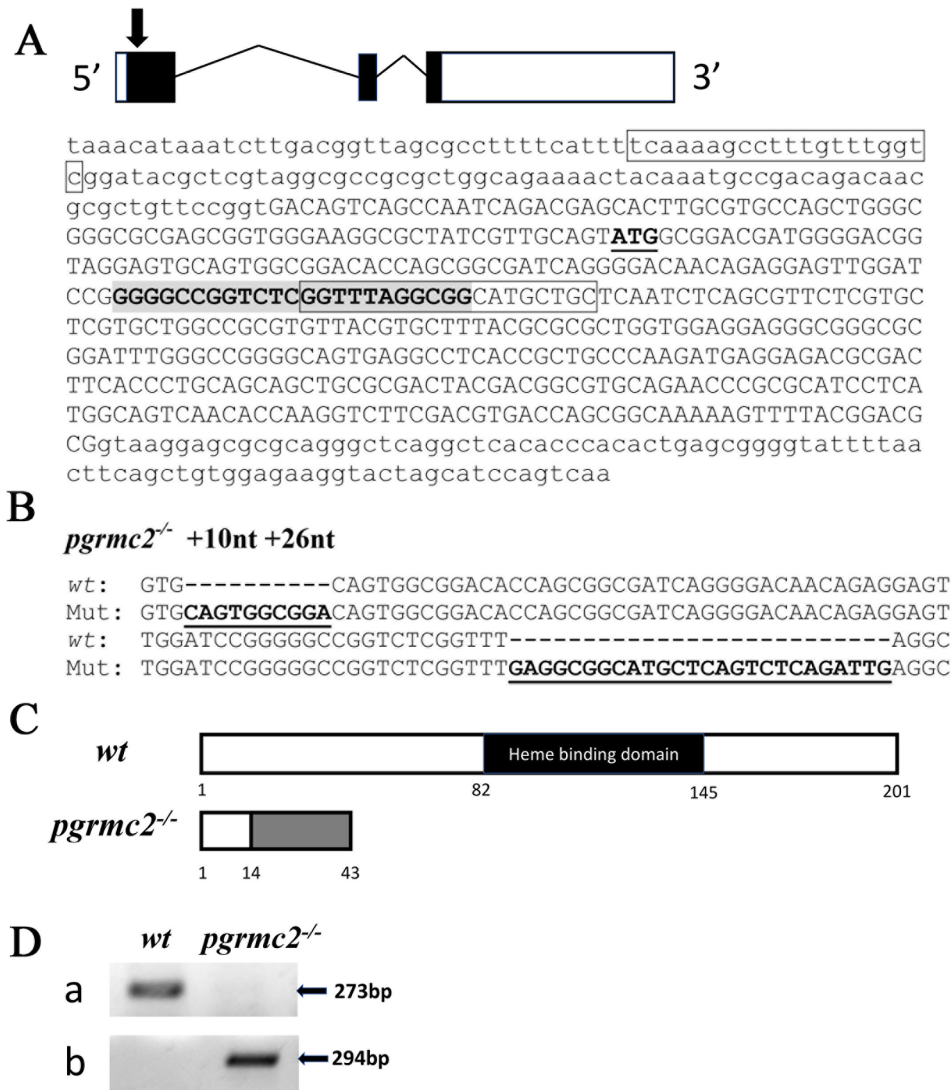 A
5’
3’
taaacataaatcttgacggttagcgccttttcatttttcaaaagcctttgtttggt
cggatacgctcgtaggcgccgcgctggcagaaaactacaaatgccgacagacaac
gcgctgttccggtGACAGTCAGCCAATCAGACGAGCACTTGCGTGCCAGCTGGGC
GGGCGCGAGCGGTGGGAAGGCGCTATCGTTGCAGTATGGCGGACGATGGGGACGG
TAGGAGTGCAGTGGCGGACACCAGCGGCGATCAGGGGACAACAGAGGAGTTGGAT
CCGGGGGCCGGTCTCGGTTTAGGCGGCATGCTGCTCAATCTCAGCGTTCTCGTGC
TCGTGCTGGCCGCGTGTTACGTGCTTTACGCGCGCTGGTGGAGGAGGGCGGGCGC
GGATTTGGGCCGGGGCAGTGAGGCCTCACCGCTGCCCAAGATGAGGAGACGCGAC
TTCACCCTGCAGCAGCTGCGCGACTACGACGGCGTGCAGAACCCGCGCATCCTCA
TGGCAGTCAACACCAAGGTCTTCGACGTGACCAGCGGCAAAAAGTTTTACGGACG
CGgtaaggagcgcgcagggctcaggctcacacccacactgagcggggtattttaa
cttcagctgtggagaaggtactagcatccagtcaa
B
pgrmc2-/- +10nt +26nt
wt: GTG----------CAGTGGCGGACACCAGCGGCGATCAGGGGACAACAGAGGAGT
Mut: GTGCAGTGGCGGACAGTGGCGGACACCAGCGGCGATCAGGGGACAACAGAGGAGT
wt: TGGATCCGGGGGCCGGTCTCGGTTT--------------------------AGGC
Mut: TGGATCCGGGGGCCGGTCTCGGTTTGAGGCGGCATGCTCAGTCTCAGATTGAGGC
C
wt
Heme binding domain
1 82 145 201
pgrmc2-/-
1 14 43
D
wt pgrmc2-/-
a 273bp
b 294bp